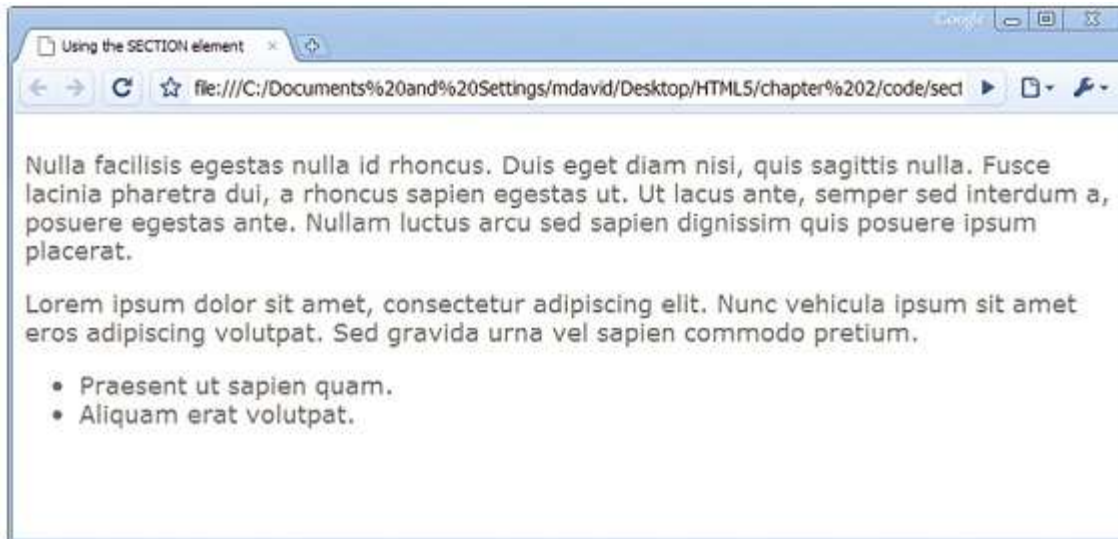 Google
Using the SECTION element
file:///C:/Documents%20and%20Settings/mdavid/Desktop/HTML5/chapter%202/code/sect
Nulla facilisis egestas nulla id rhoncus. Duis eget diam nisi, quis sagittis nulla. Fusce
lacinia pharetra dui, a rhoncus sapien egestas ut. Ut lacus ante, semper sed interdum a,
posuere egestas ante. Nullam luctus arcu sed sapien dignissim quis posuere ipsum
placerat.
Lorem ipsum dolor sit amet, consectetur adipiscing elit. Nunc vehicula ipsum sit amet
eros adipiscing volutpat. Sed gravida urna vel sapien commodo pretium.
• Praesent ut sapien quam.
• Aliquam erat volutpat.